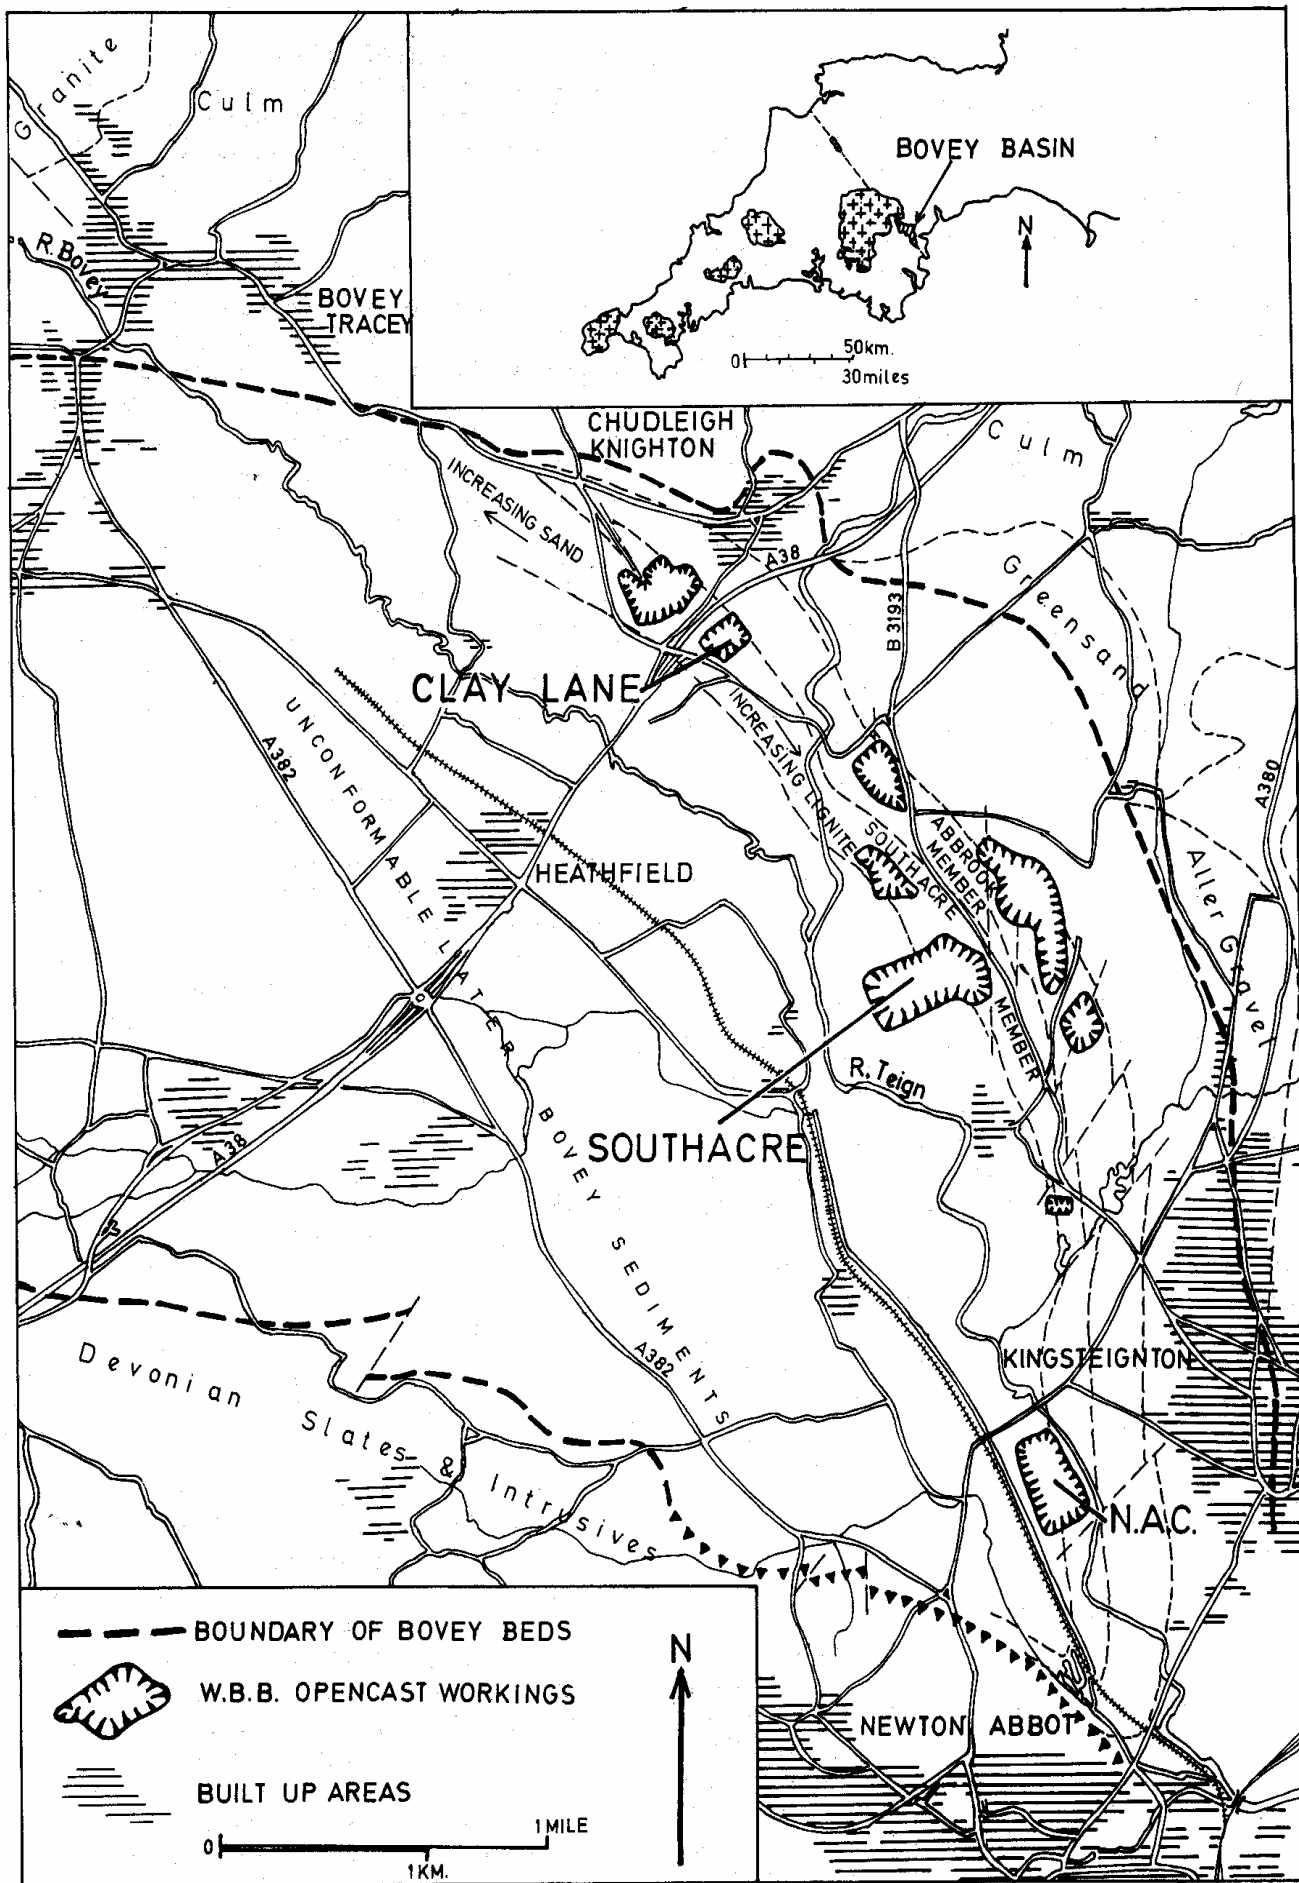 Granite
Culm
R. Bovey
BOVEY
TRACEY
BOVEY BASIN
N
0
50km.
30miles
CHUDLEIGH
KNIGHTON
Culm
INCREASING SAND
A38
B 3193
Greensand
CLAY LANE
UNCONFORMABLE LATER BOVEY SEDIMENTS
A382
INCREASING LIGNITE
SOUTHACRE MEMBER
ABBROOK
MEMBER
A380
Aller Gravel
HEATHFIELD
R. Teign
SOUTHACRE
A38
A382
KINGSTEIGNTON
Devonian Slates & Intrusives
N.A.C.
NEWTON ABBOT
BOUNDARY OF BOVEY BEDS
W.B.B. OPENCAST WORKINGS
BUILT UP AREAS
N
0
1 MILE
1KM.